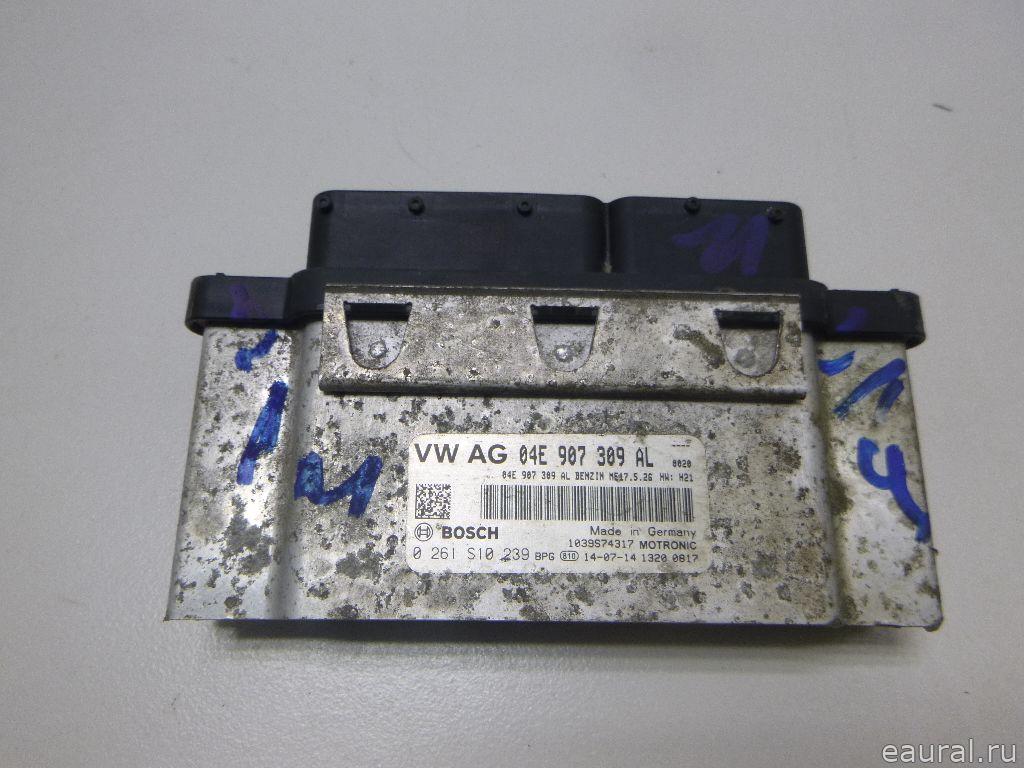 VW AG 04E 907 309 AL 0020
04E 907 309 AL BENZIN ME17.5.26 HW: H21
BOSCH Made in Germany
1039S74317 MOTRONIC
0 261 S10 239 BPG 810 14-07-14 1320 0817
eaural.ru